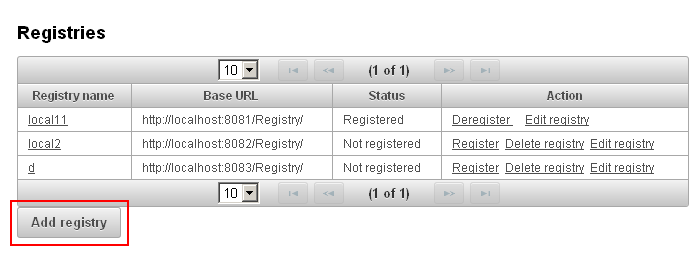 Registries
10 (1 of 1)
Registry name Base URL Status Action
local11 http://localhost:8081/Registry/ Registered Deregister Edit registry
local2 http://localhost:8082/Registry/ Not registered Register Delete registry Edit registry
d http://localhost:8083/Registry/ Not registered Register Delete registry Edit registry
10 (1 of 1)
Add registry